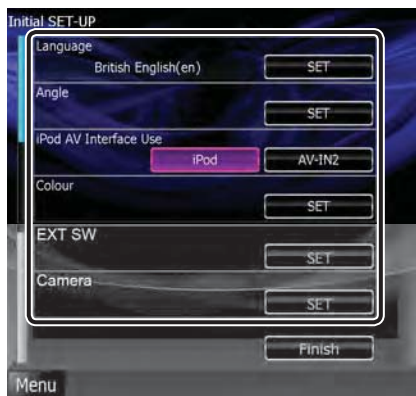 Initial SET-UP
Language
British English(en) SET
Angle
SET
iPod AV Interface Use
iPod AV-IN2
Colour
SET
EXT SW
SET
Camera
SET
Finish
Menu